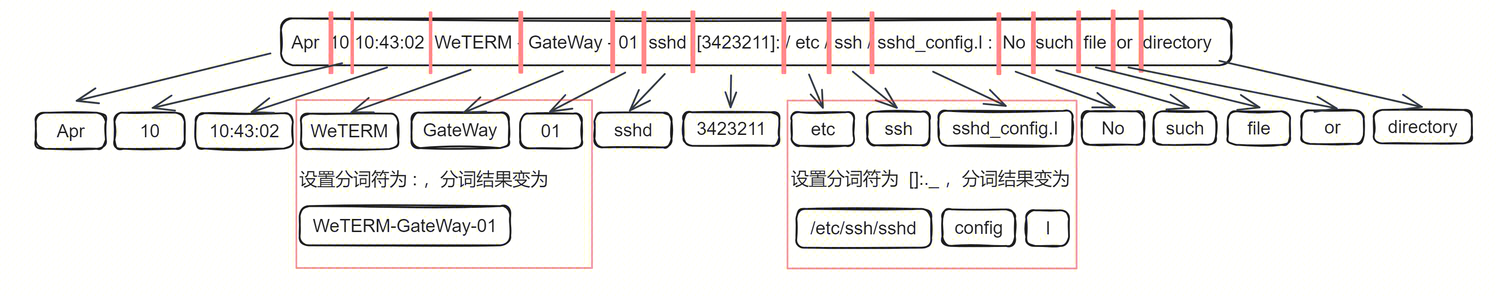 Apr 10 10:43:02 WeTERM - GateWay - 01 sshd [3423211]: / etc / ssh / sshd_config.l : No such file or directory
Apr 10 10:43:02 WeTERM GateWay 01 sshd 3423211 etc ssh sshd_config.l No such file or directory
设置分词符为 : ，分词结果变为
设置分词符为 []:._ ，分词结果变为
WeTERM-GateWay-01
/etc/ssh/sshd config l